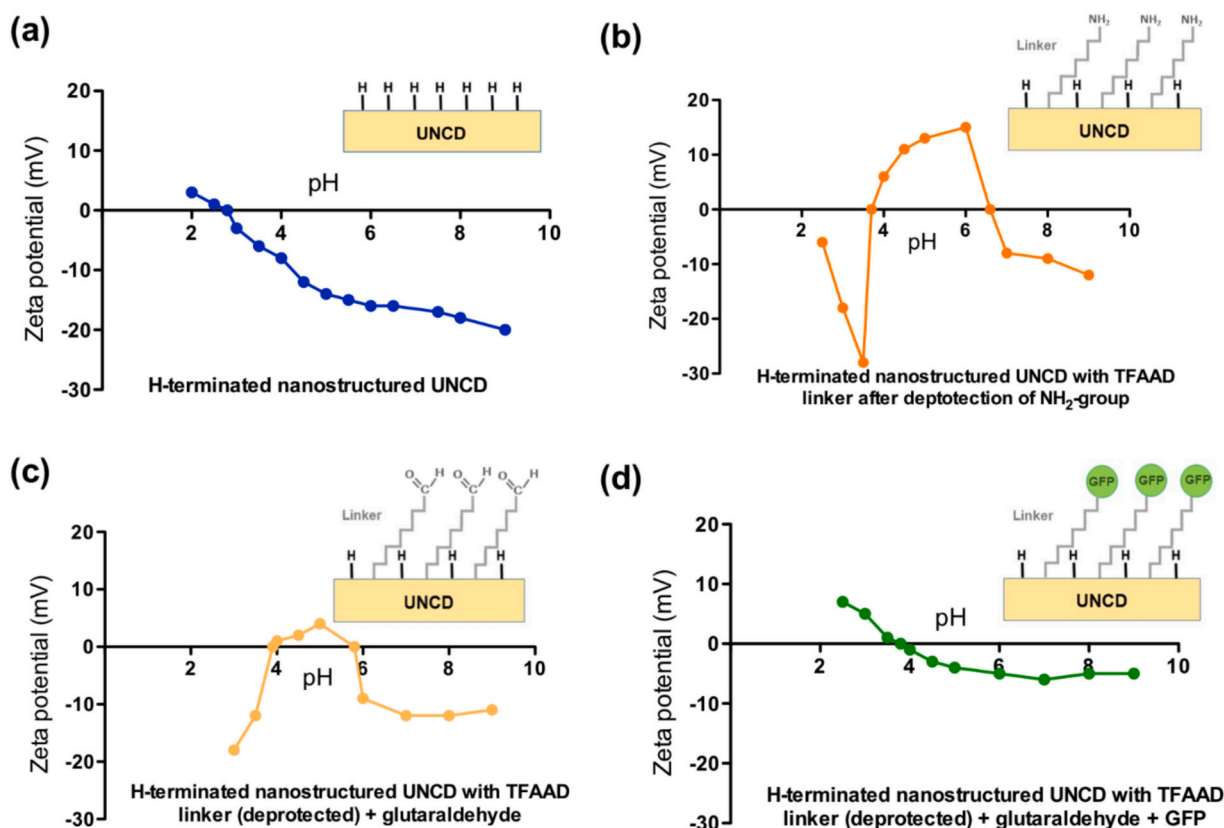 (a)
H H H H H H H
UNCD
20
10
0
-10
-20
-30
2 4 6 8 10
pH
Zeta potential (mV)
H-terminated nanostructured UNCD
(b)
NH2 NH2 NH2
Linker
H H H H
UNCD
20
10
0
-10
-20
-30
2 4 6 8 10
pH
Zeta potential (mV)
H-terminated nanostructured UNCD with TFAAD
linker after deptotection of NH2-group
(c)
O H O H O H
C C C
Linker
H H H H
UNCD
20
10
0
-10
-20
-30
2 4 6 8 10
pH
Zeta potential (mV)
H-terminated nanostructured UNCD with TFAAD
linker (deprotected) + glutaraldehyde
(d)
GFP GFP GFP
Linker
H H H H
UNCD
20
10
0
-10
-20
-30
2 4 6 8 10
pH
Zeta potential (mV)
H-terminated nanostructured UNCD with TFAAD
linker (deprotected) + glutaraldehyde + GFP